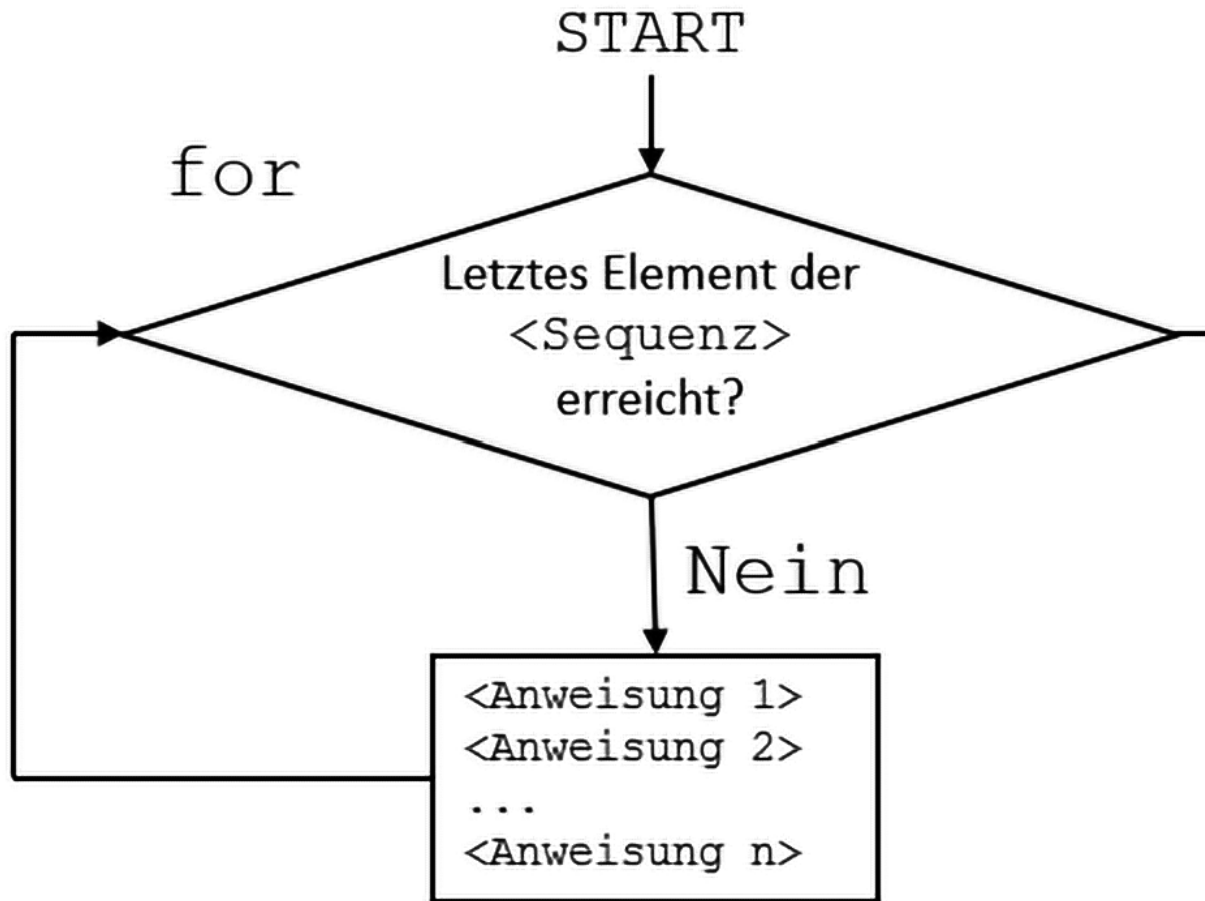 START
for
Letztes Element der
<Sequenz>
erreicht?
Nein
<Anweisung 1>
<Anweisung 2>
...
<Anweisung n>